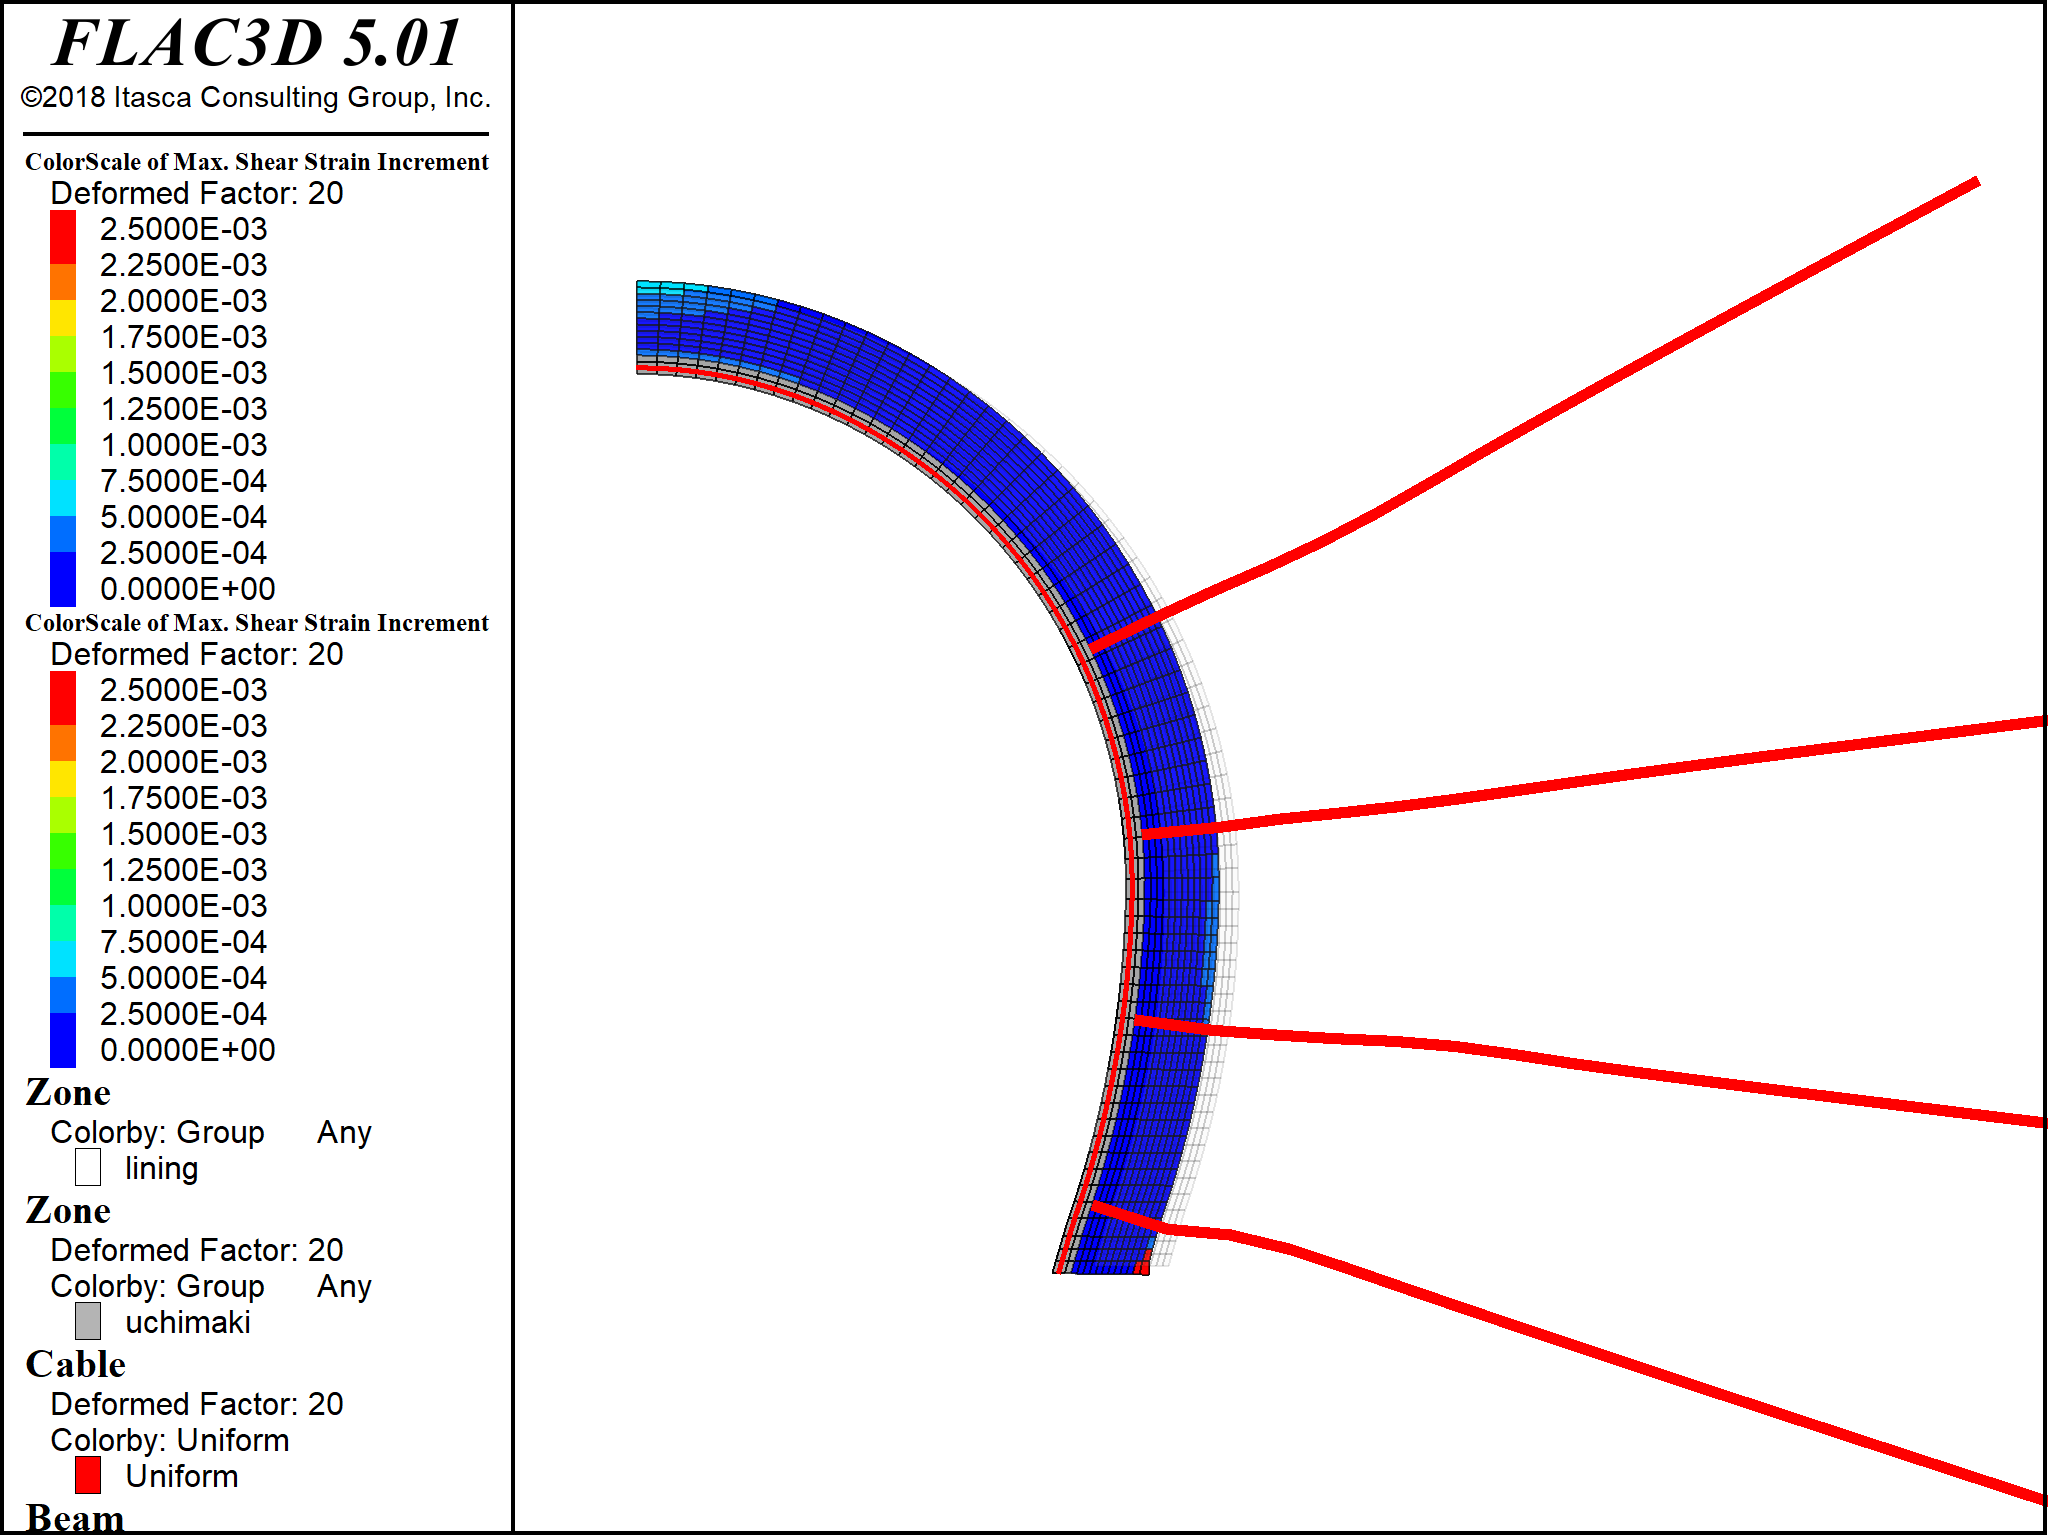 FLAC3D 5.01
©2018 Itasca Consulting Group, Inc.
ColorScale of Max. Shear Strain Increment
Deformed Factor: 20
2.5000E-03
2.2500E-03
2.0000E-03
1.7500E-03
1.5000E-03
1.2500E-03
1.0000E-03
7.5000E-04
5.0000E-04
2.5000E-04
0.0000E+00
ColorScale of Max. Shear Strain Increment
Deformed Factor: 20
2.5000E-03
2.2500E-03
2.0000E-03
1.7500E-03
1.5000E-03
1.2500E-03
1.0000E-03
7.5000E-04
5.0000E-04
2.5000E-04
0.0000E+00
Zone
Colorby: Group Any
lining
Zone
Deformed Factor: 20
Colorby: Group Any
uchimaki
Cable
Deformed Factor: 20
Colorby: Uniform
Uniform
Beam